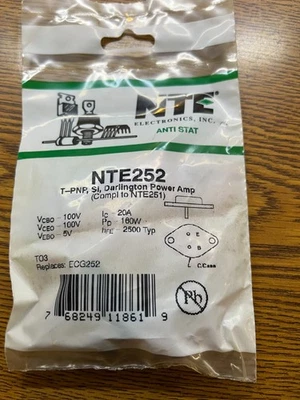 NTE
ELECTRONICS, INC.
ANTI STAT
NTE252
T-PNP, SI, Darlington Power Amp
(Compl to NTE251)
VCBO -100V IC - 20A
VCEO -100V PD - 160W
VEBO - 5V hFE - 2500 Typ
E
B
C/Case
TO3
Replaces: ECG252
Pb
7 68249 11861 9